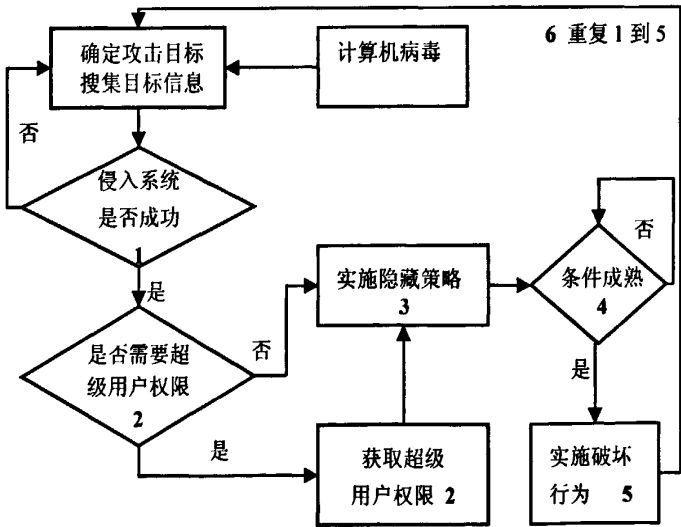 6 重复1到5
确定攻击目标
搜集目标信息
计算机病毒
否
侵入系统
是否成功
1
是
否
实施隐藏策略
3
条件成熟
4
是否需要超
级用户权限
2
否
是
是
获取超级
用户权限 2
实施破坏
行为 5